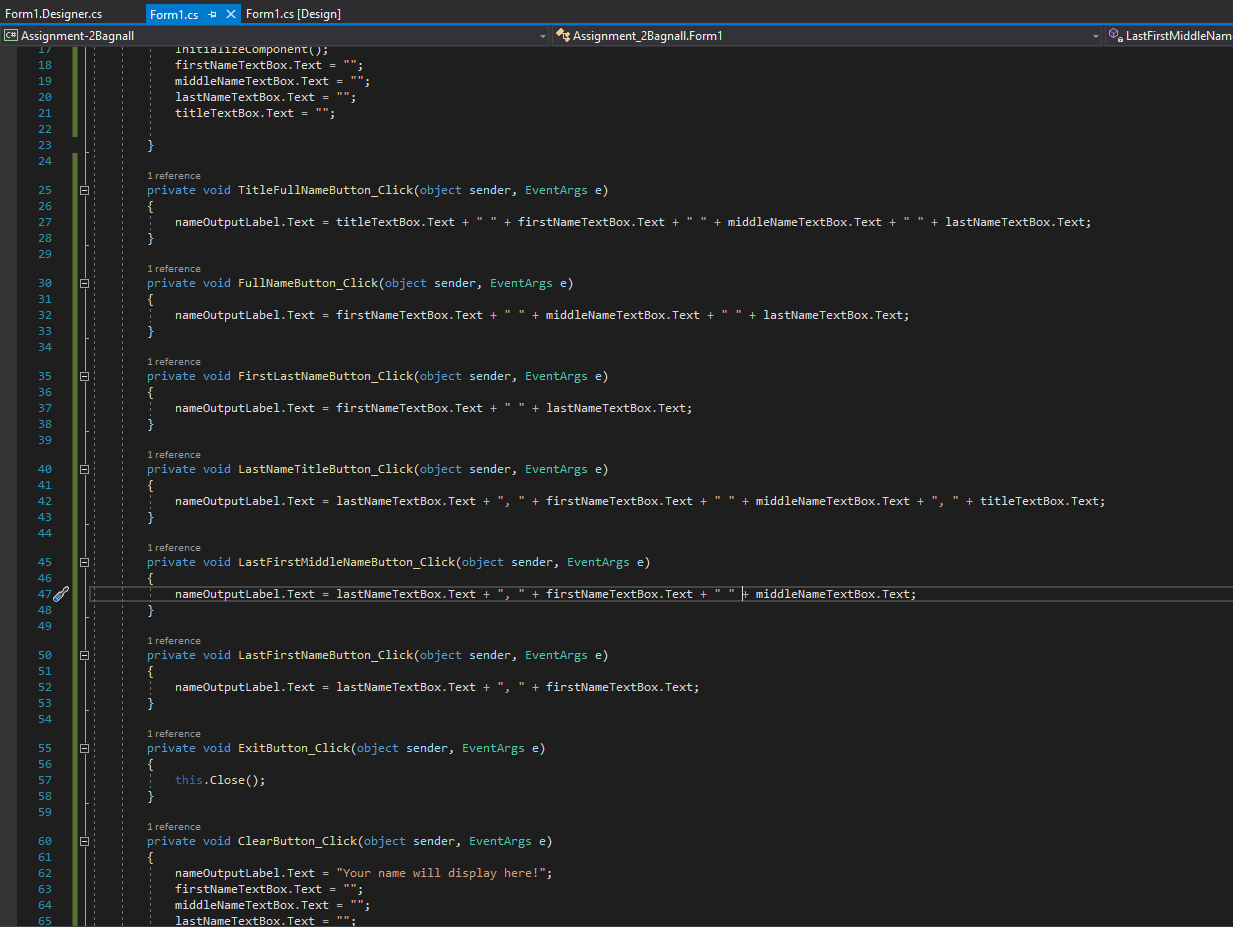 Form1.Designer.cs Form1.cs Form1.cs [Design]
C# Assignment-2Bagnall Assignment_2Bagnall.Form1 LastFirstMiddleNam
17 InitializeComponent();
18 firstNameTextBox.Text = "";
19 middleNameTextBox.Text = "";
20 lastNameTextBox.Text = "";
21 titleTextBox.Text = "";
22
23 }
24
1 reference
25 private void TitleFullNameButton_Click(object sender, EventArgs e)
26 {
27 nameOutputLabel.Text = titleTextBox.Text + " " + firstNameTextBox.Text + " " + middleNameTextBox.Text + " " + lastNameTextBox.Text;
28 }
29
1 reference
30 private void FullNameButton_Click(object sender, EventArgs e)
31 {
32 nameOutputLabel.Text = firstNameTextBox.Text + " " + middleNameTextBox.Text + " " + lastNameTextBox.Text;
33 }
34
1 reference
35 private void FirstLastNameButton_Click(object sender, EventArgs e)
36 {
37 nameOutputLabel.Text = firstNameTextBox.Text + " " + lastNameTextBox.Text;
38 }
39
1 reference
40 private void LastNameTitleButton_Click(object sender, EventArgs e)
41 {
42 nameOutputLabel.Text = lastNameTextBox.Text + ", " + firstNameTextBox.Text + " " + middleNameTextBox.Text + ", " + titleTextBox.Text;
43 }
44
1 reference
45 private void LastFirstMiddleNameButton_Click(object sender, EventArgs e)
46 {
47 nameOutputLabel.Text = lastNameTextBox.Text + ", " + firstNameTextBox.Text + " " + middleNameTextBox.Text;
48 }
49
1 reference
50 private void LastFirstNameButton_Click(object sender, EventArgs e)
51 {
52 nameOutputLabel.Text = lastNameTextBox.Text + ", " + firstNameTextBox.Text;
53 }
54
1 reference
55 private void ExitButton_Click(object sender, EventArgs e)
56 {
57 this.Close();
58 }
59
1 reference
60 private void ClearButton_Click(object sender, EventArgs e)
61 {
62 nameOutputLabel.Text = "Your name will display here!";
63 firstNameTextBox.Text = "";
64 middleNameTextBox.Text = "";
65 lastNameTextBox.Text = "";